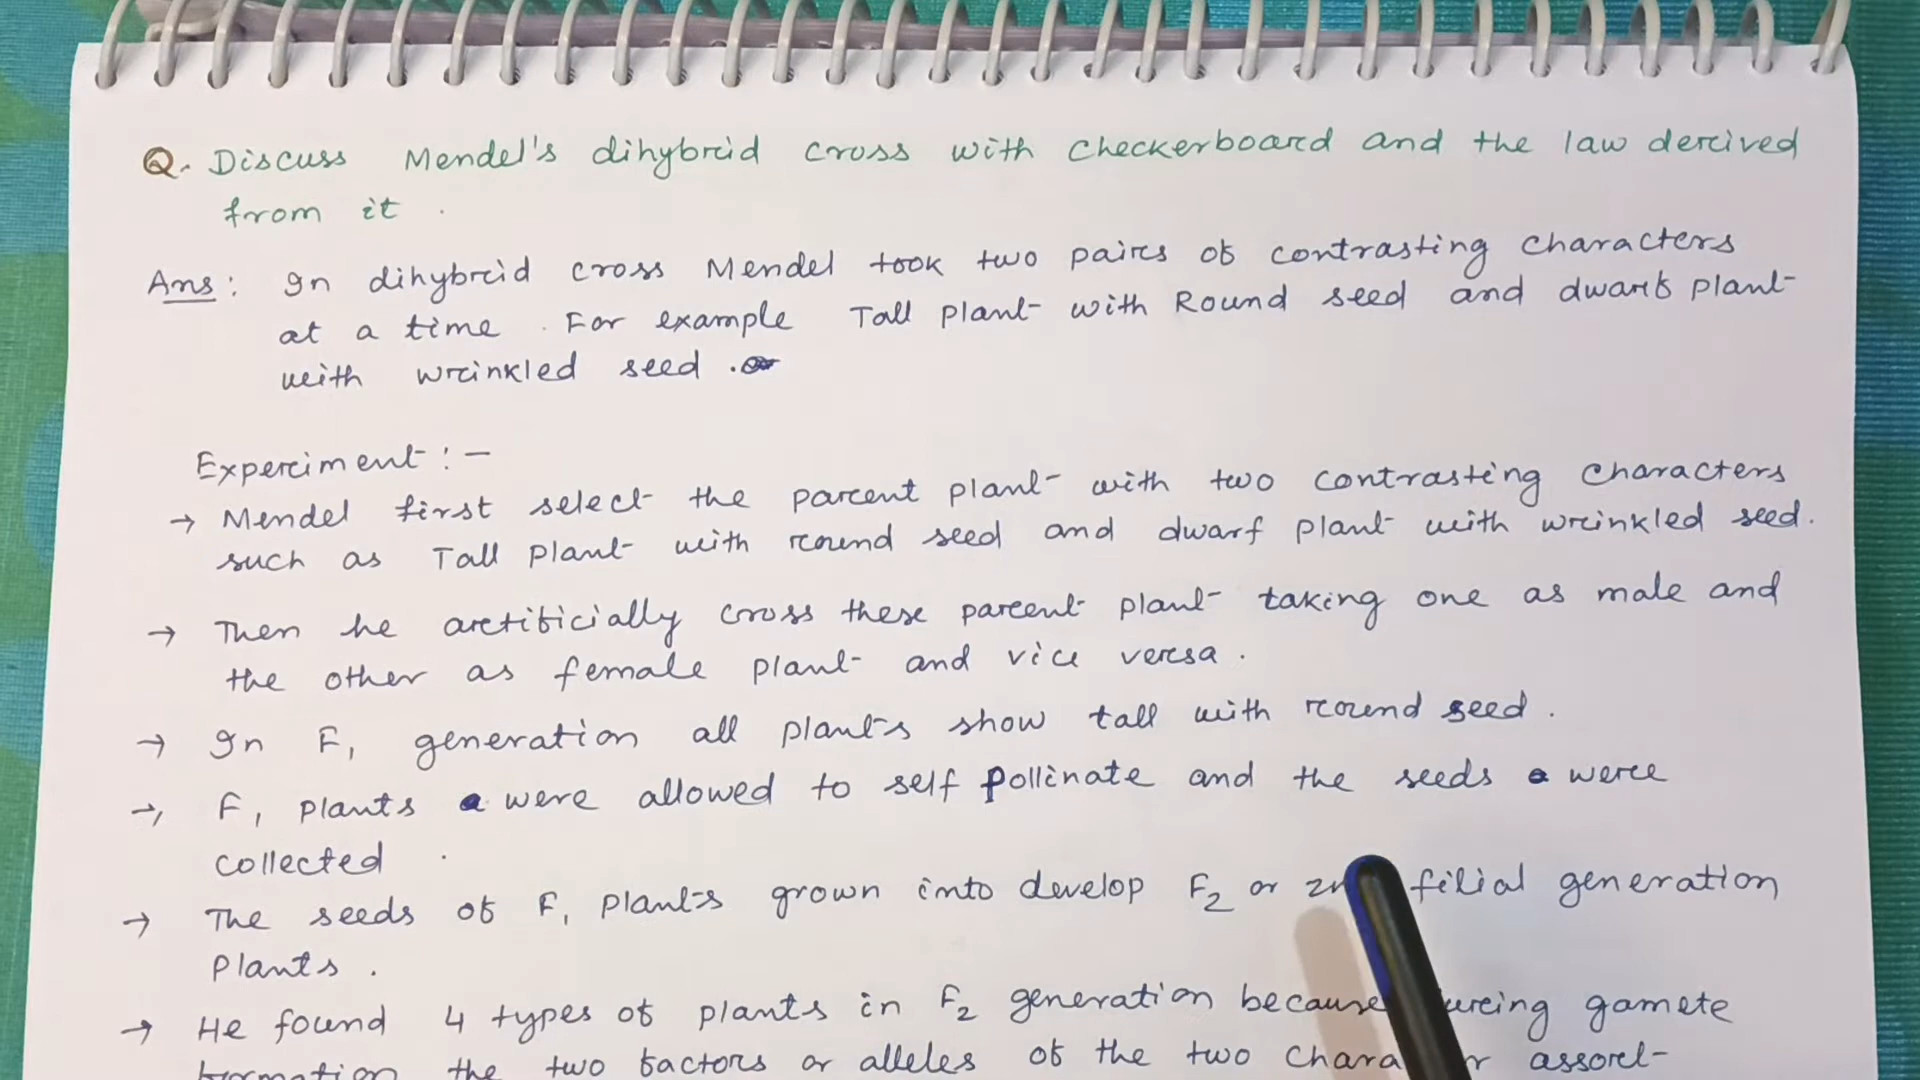 Q. Discuss Mendel's dihybrid cross with checkerboard and the law derived
from it.
Ans: In dihybrid cross Mendel took two pairs of contrasting characters
at a time. For example Tall plant with Round seed and dwarf plant
with wrinkled seed.
Experiment :-
→ Mendel first select the parent plant with two contrasting characters
such as Tall plant with round seed and dwarf plant with wrinkled seed.
→ Then he artificially cross these parent plant taking one as male and
the other as female plant and vice versa.
→ In F₁ generation all plants show tall with round seed.
→ F₁ plants were allowed to self pollinate and the seeds were
collected.
→ The seeds of F₁ plants grown into develop F₂ or filial generation
plants.
→ He found 4 types of plants in F₂ generation because gamete
formation the two factors or alleles of the two assort-